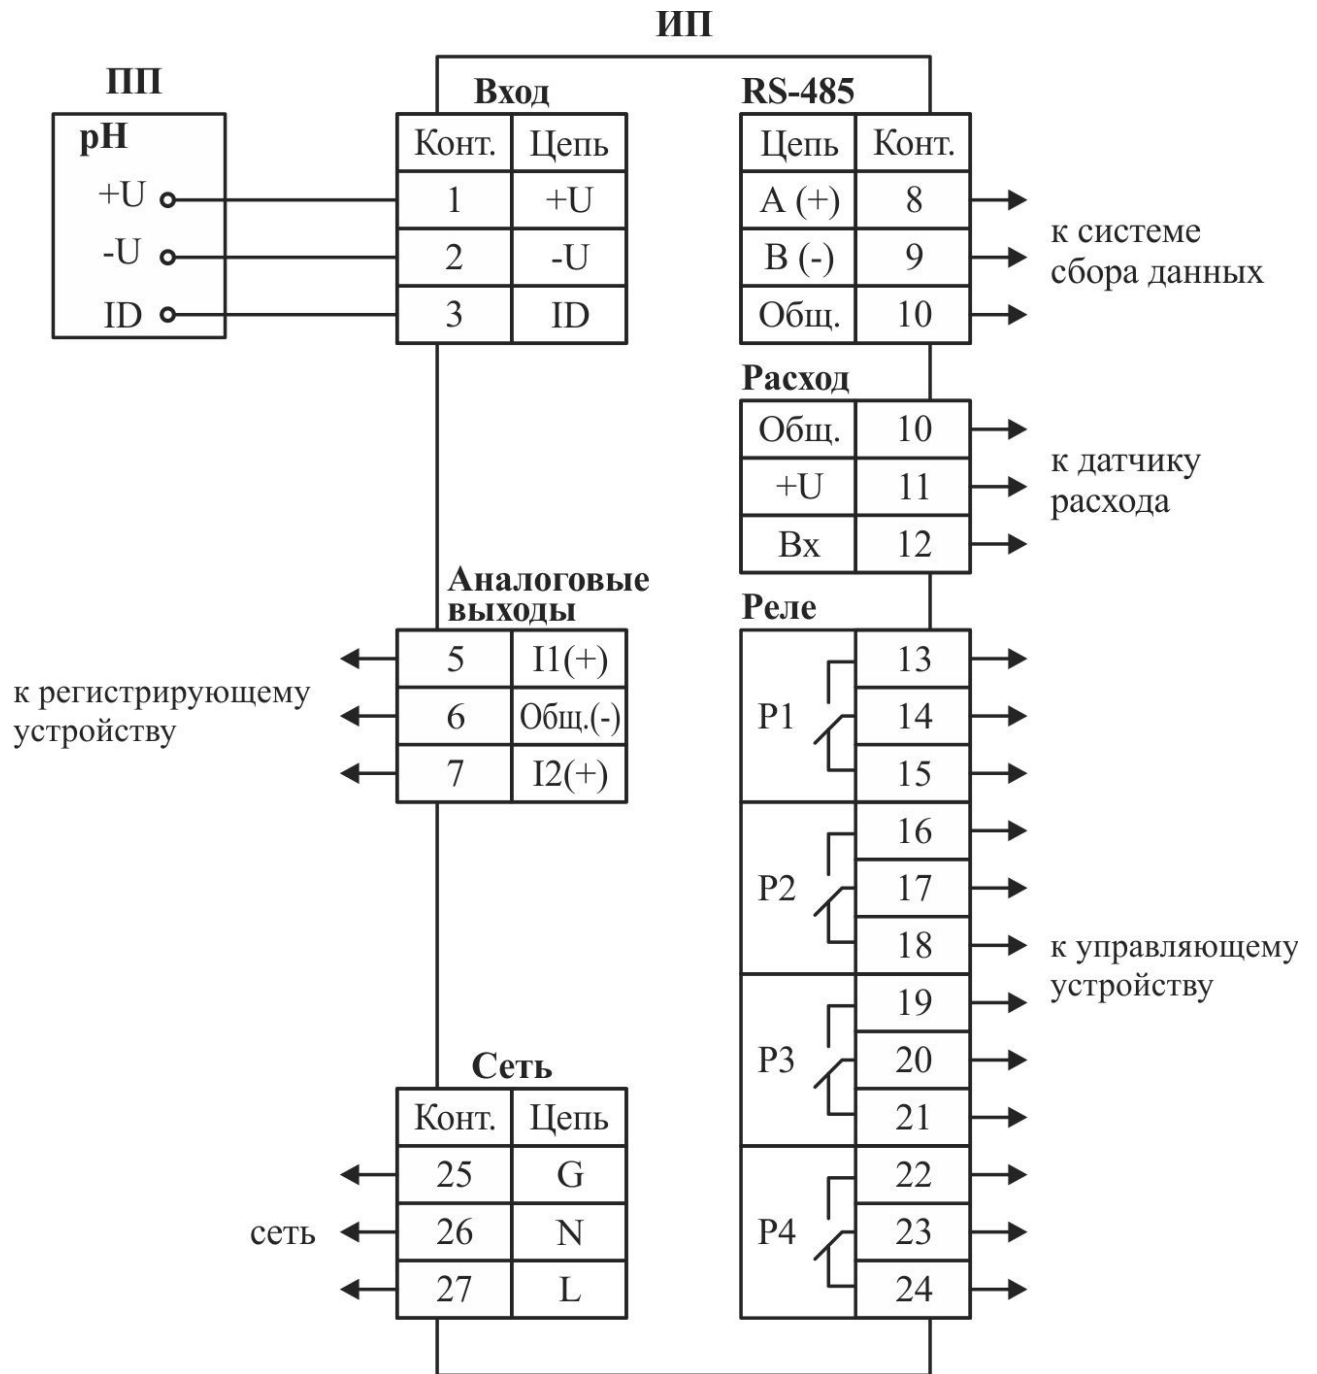 ИП
ПП
pH
+U
-U
ID
Вход
Конт. Цепь
1 +U
2 -U
3 ID
RS-485
Цепь Конт.
A (+) 8
B (-) 9
Общ. 10
к системе
сбора данных
Расход
Общ. 10
+U 11
Вх 12
к датчику
расхода
Аналоговые
выходы
5 I1(+)
6 Общ.(-)
7 I2(+)
к регистрирующему
устройству
Реле
P1
13
14
15
P2
16
17
18
P3
19
20
21
P4
22
23
24
к управляющему
устройству
Сеть
Конт. Цепь
25 G
26 N
27 L
сеть